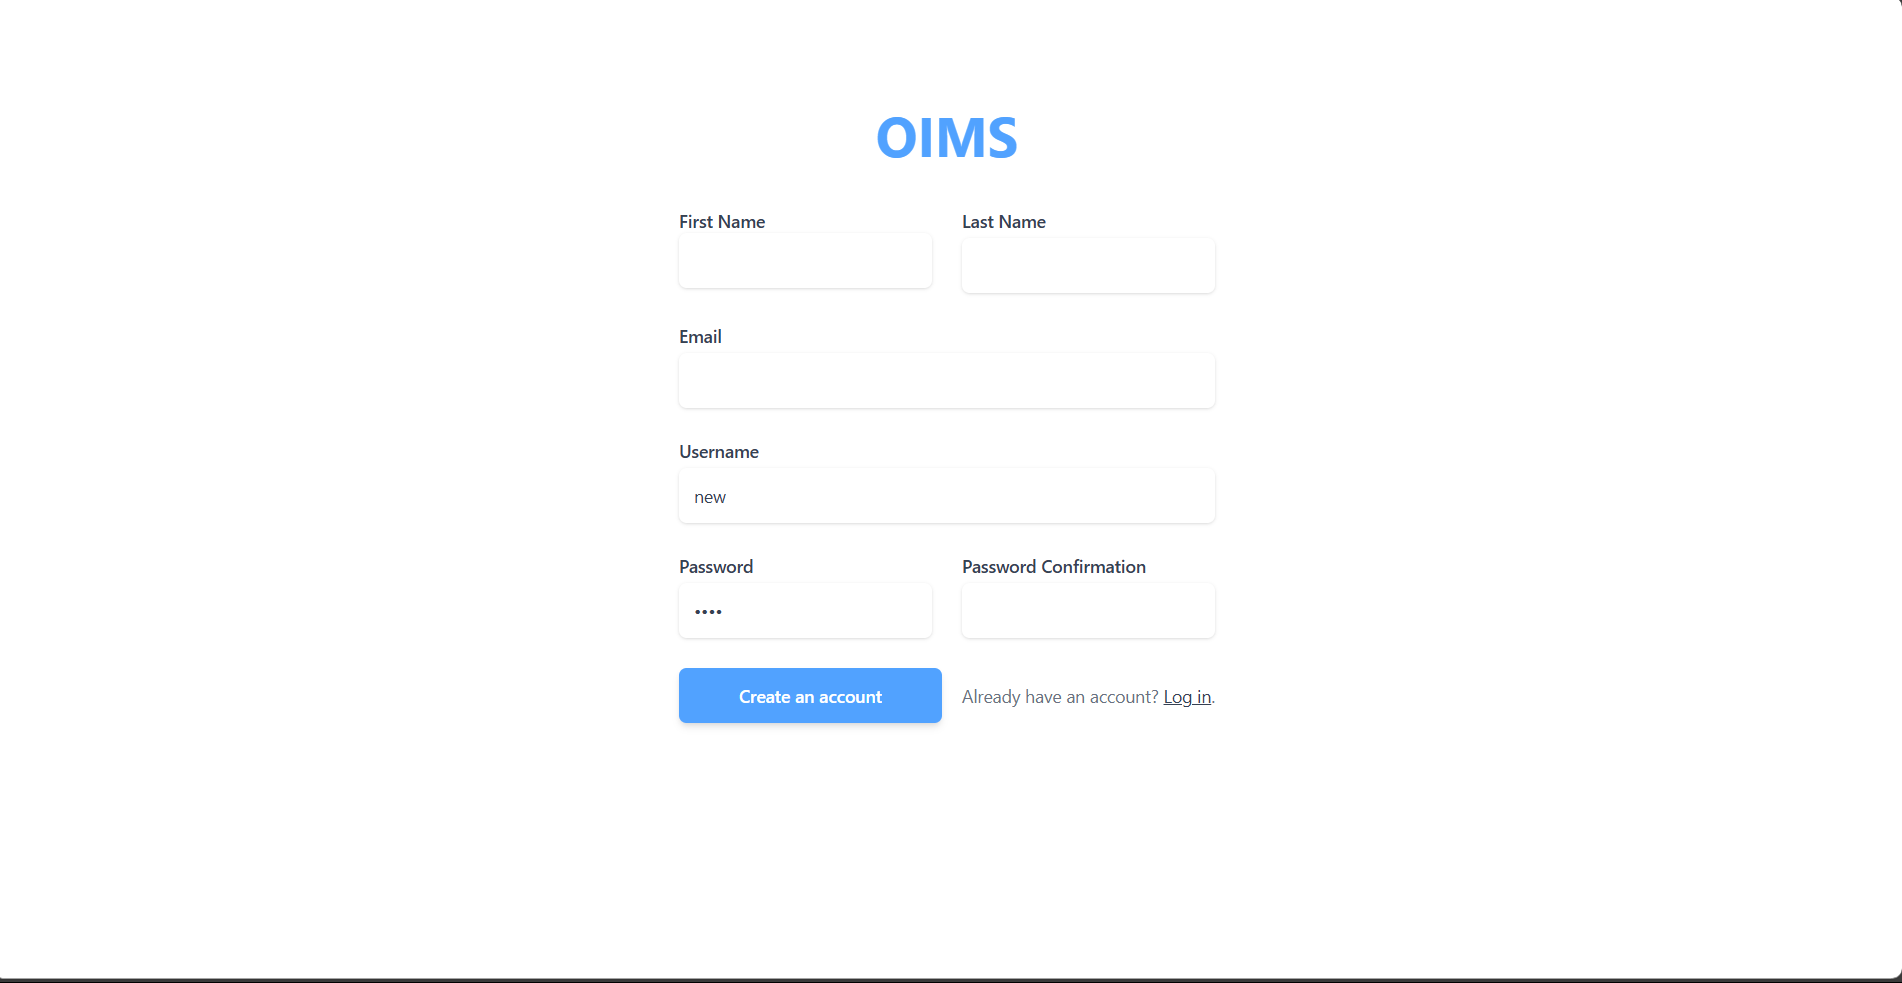 OIMS
First Name
Last Name
Email
Username
new
Password
Password Confirmation
••••
Create an account
Already have an account? Log in.